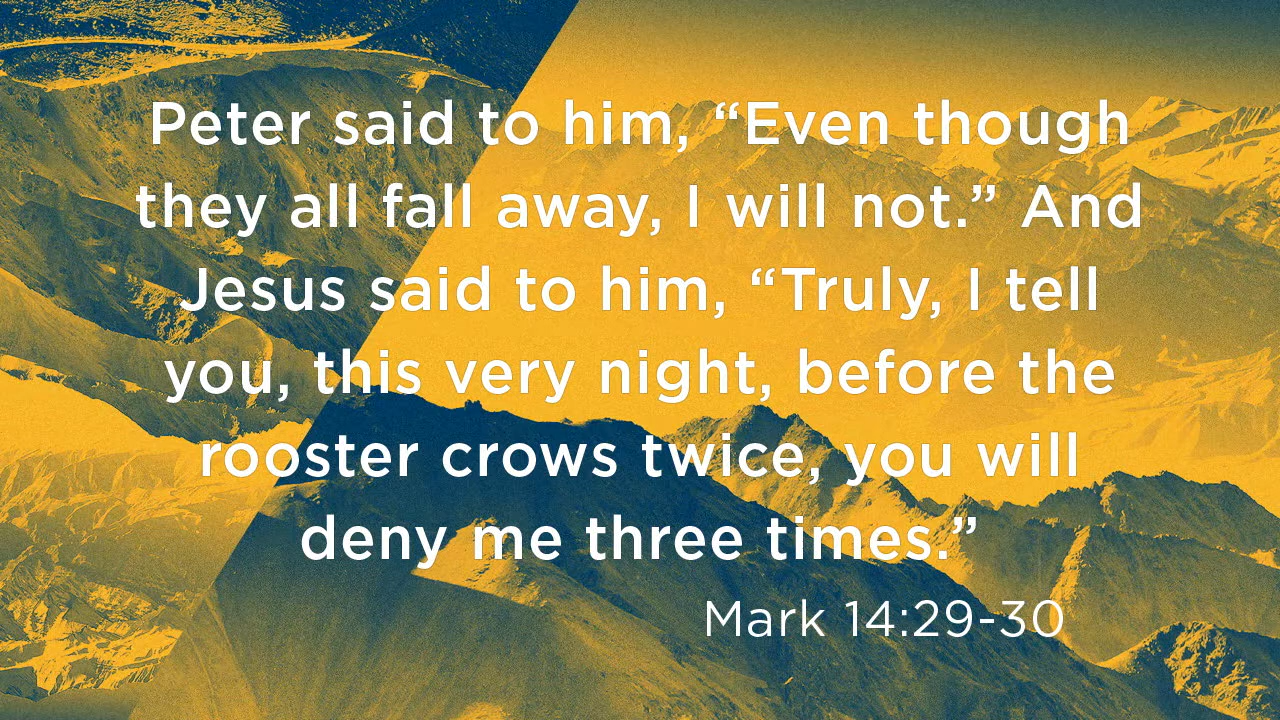 Peter said to him, “Even though
they all fall away, I will not.” And
Jesus said to him, “Truly, I tell
you, this very night, before the
rooster crows twice, you will
deny me three times.”
Mark 14:29-30